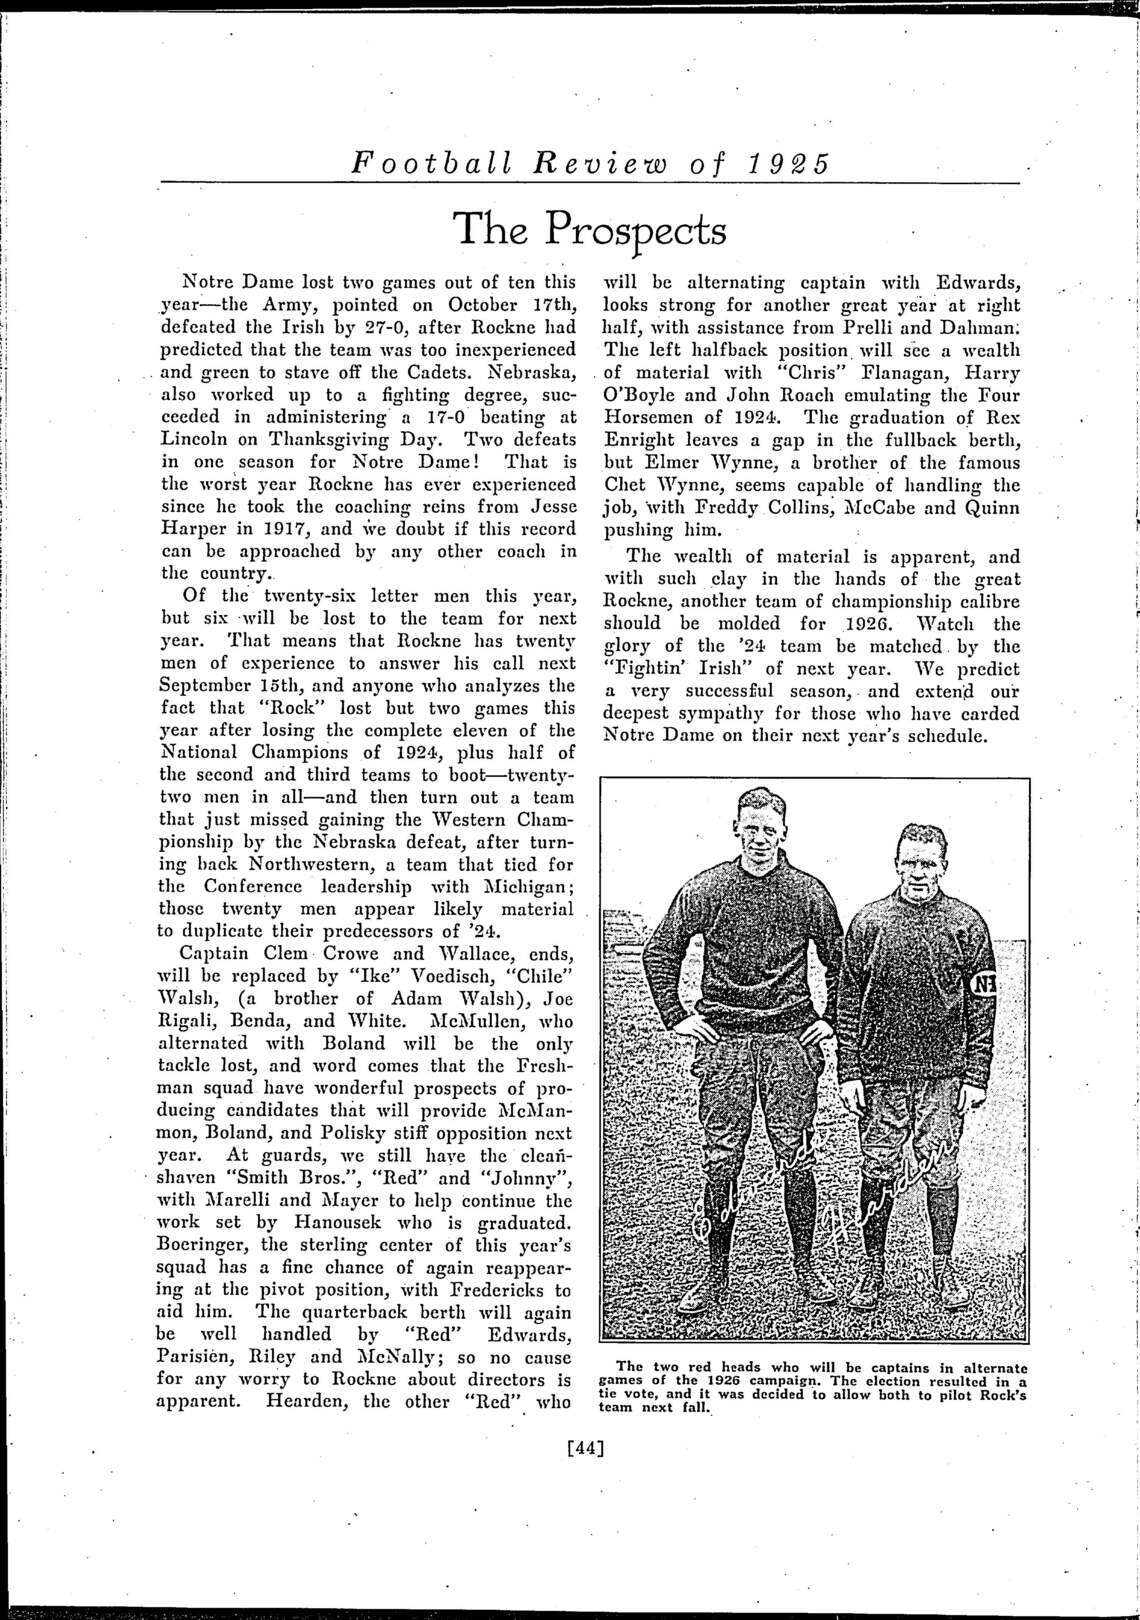 Football Review of 1925
The Prospects
Notre Dame lost two games out of ten this
year—the Army, pointed on October 17th,
defeated the Irish by 27-0, after Rockne had
predicted that the team was too inexperienced
and green to stave off the Cadets. Nebraska,
also worked up to a fighting degree, suc-
ceeded in administering a 17-0 beating at
Lincoln on Thanksgiving Day. Two defeats
in one season for Notre Dame! That is
the worst year Rockne has ever experienced
since he took the coaching reins from Jesse
Harper in 1917, and we doubt if this record
can be approached by any other coach in
the country.
Of the twenty-six letter men this year,
but six will be lost to the team for next
year. That means that Rockne has twenty
men of experience to answer his call next
September 15th, and anyone who analyzes the
fact that "Rock" lost but two games this
year after losing the complete eleven of the
National Champions of 1924, plus half of
the second and third teams to boot—twenty-
two men in all—and then turn out a team
that just missed gaining the Western Cham-
pionship by the Nebraska defeat, after turn-
ing back Northwestern, a team that tied for
the Conference leadership with Michigan;
those twenty men appear likely material
to duplicate their predecessors of '24.
Captain Clem Crowe and Wallace, ends,
will be replaced by "Ike" Voedisch, "Chile"
Walsh, (a brother of Adam Walsh), Joe
Rigali, Benda, and White. McMullen, who
alternated with Boland will be the only
tackle lost, and word comes that the Fresh-
man squad have wonderful prospects of pro-
ducing candidates that will provide McMan-
mon, Boland, and Polisky stiff opposition next
year. At guards, we still have the clean-
shaven "Smith Bros.", "Red" and "Johnny",
with Marelli and Mayer to help continue the
work set by Hanousek who is graduated.
Boeringer, the sterling center of this year's
squad has a fine chance of again reappear-
ing at the pivot position, with Fredericks to
aid him. The quarterback berth will again
be well handled by "Red" Edwards,
Parisien, Riley and McNally; so no cause
for any worry to Rockne about directors is
apparent. Hearden, the other "Red" who
will be alternating captain with Edwards,
looks strong for another great year at right
half, with assistance from Prelli and Dahman.
The left halfback position will see a wealth
of material with "Chris" Flanagan, Harry
O'Boyle and John Roach emulating the Four
Horsemen of 1924. The graduation of Rex
Enright leaves a gap in the fullback berth,
but Elmer Wynne, a brother of the famous
Chet Wynne, seems capable of handling the
job, with Freddy Collins, McCabe and Quinn
pushing him.
The wealth of material is apparent, and
with such clay in the hands of the great
Rockne, another team of championship calibre
should be molded for 1926. Watch the
glory of the '24 team be matched by the
"Fightin' Irish" of next year. We predict
a very successful season, and extend our
deepest sympathy for those who have carded
Notre Dame on their next year's schedule.
Edwards
Hearden
The two red heads who will be captains in alternate
games of the 1926 campaign. The election resulted in a
tie vote, and it was decided to allow both to pilot Rock's
team next fall.
[44]